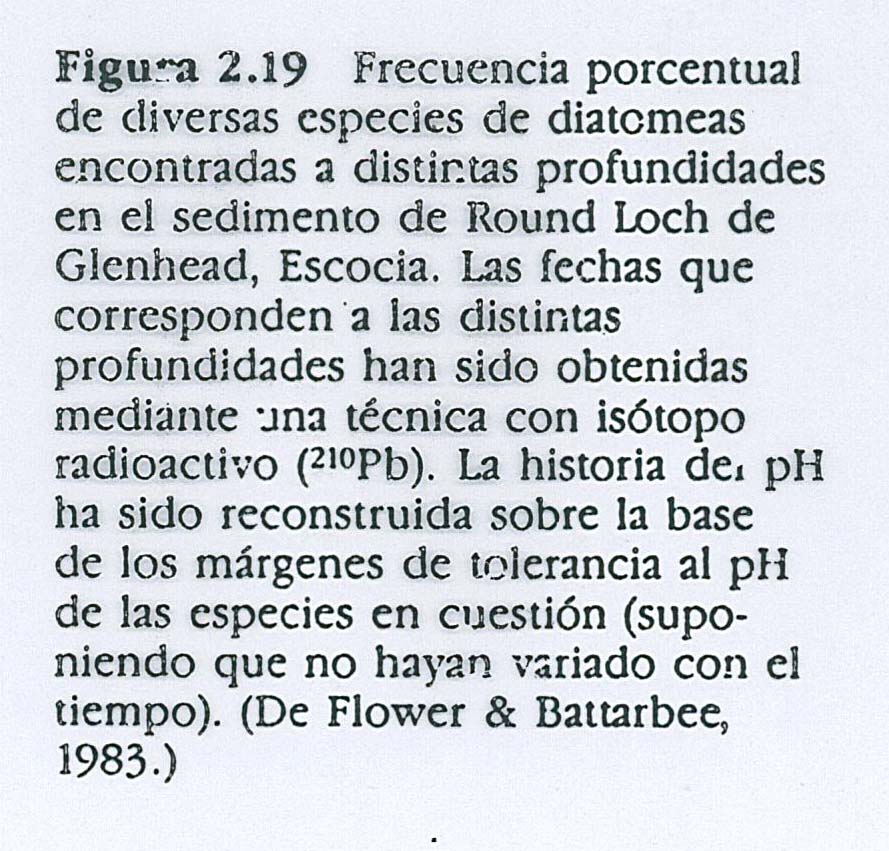 Figura 2.19 Frecuencia porcentual
de diversas especies de diatomeas
encontradas a distintas profundidades
en el sedimento de Round Loch de
Glenhead, Escocia. Las fechas que
corresponden a las distintas
profundidades han sido obtenidas
mediante una técnica con isótopo
radioactivo (²¹⁰Pb). La historia del pH
ha sido reconstruida sobre la base
de los márgenes de tolerancia al pH
de las especies en cuestión (supo-
niendo que no hayan variado con el
tiempo). (De Flower & Battarbee,
1983.)